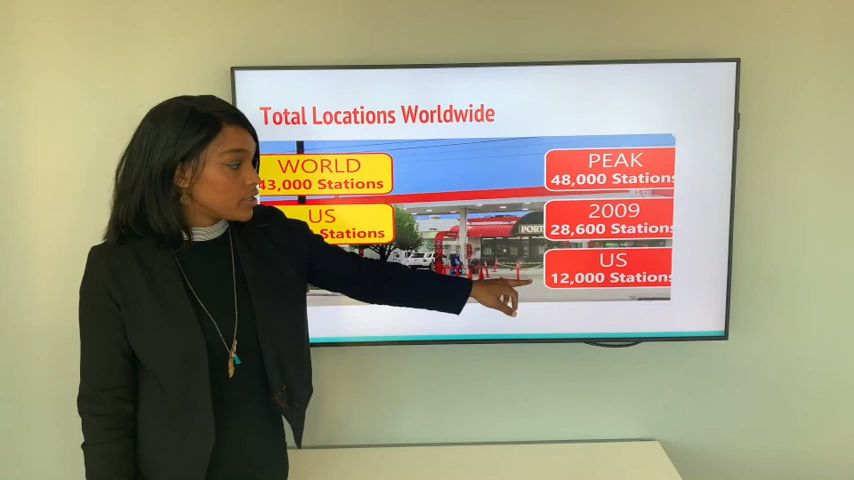 Total Locations Worldwide
WORLD
43,000 Stations
US
Stations
PEAK
48,000 Stations
2009
28,600 Stations
US
12,000 Stations
PORT